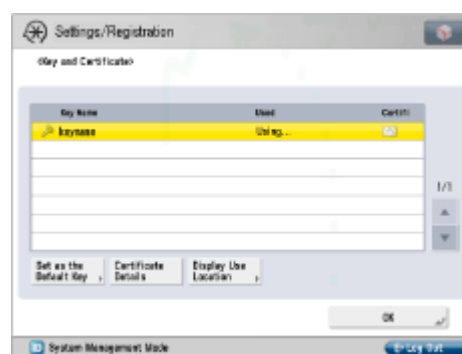 Settings/Registration
<Key and Certificate>
Key Name Used Certifi
keyname Using...
1/1
Set as the Default Key
Certificate Details
Display Use Location
OK
System Management Mode
Log Out